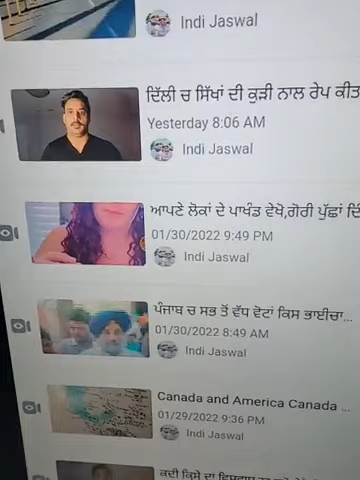 Indi Jaswal
ਦਿੱਲੀ ਚ ਸਿੱਖਾਂ ਦੀ ਕੁੜੀ ਨਾਲ ਰੇਪ ਕੀਤ
Yesterday 8:06 AM
Indi Jaswal
ਆਪਣੇ ਲੋਕਾਂ ਦੇ ਪਾਖੰਡ ਵੇਖੋ,ਗੋਰੀ ਪੁੱਛਾਂ ਦਿੰ
01/30/2022 9:49 PM
Indi Jaswal
ਪੰਜਾਬ ਚ ਸਭ ਤੋਂ ਵੱਧ ਵੋਟਾਂ ਕਿਸ ਭਾਈਚਾ...
01/30/2022 8:49 AM
Indi Jaswal
Canada and America Canada ...
01/29/2022 9:36 PM
Indi Jaswal
ਕਦੀ ਕਿਸੇ ਦਾ